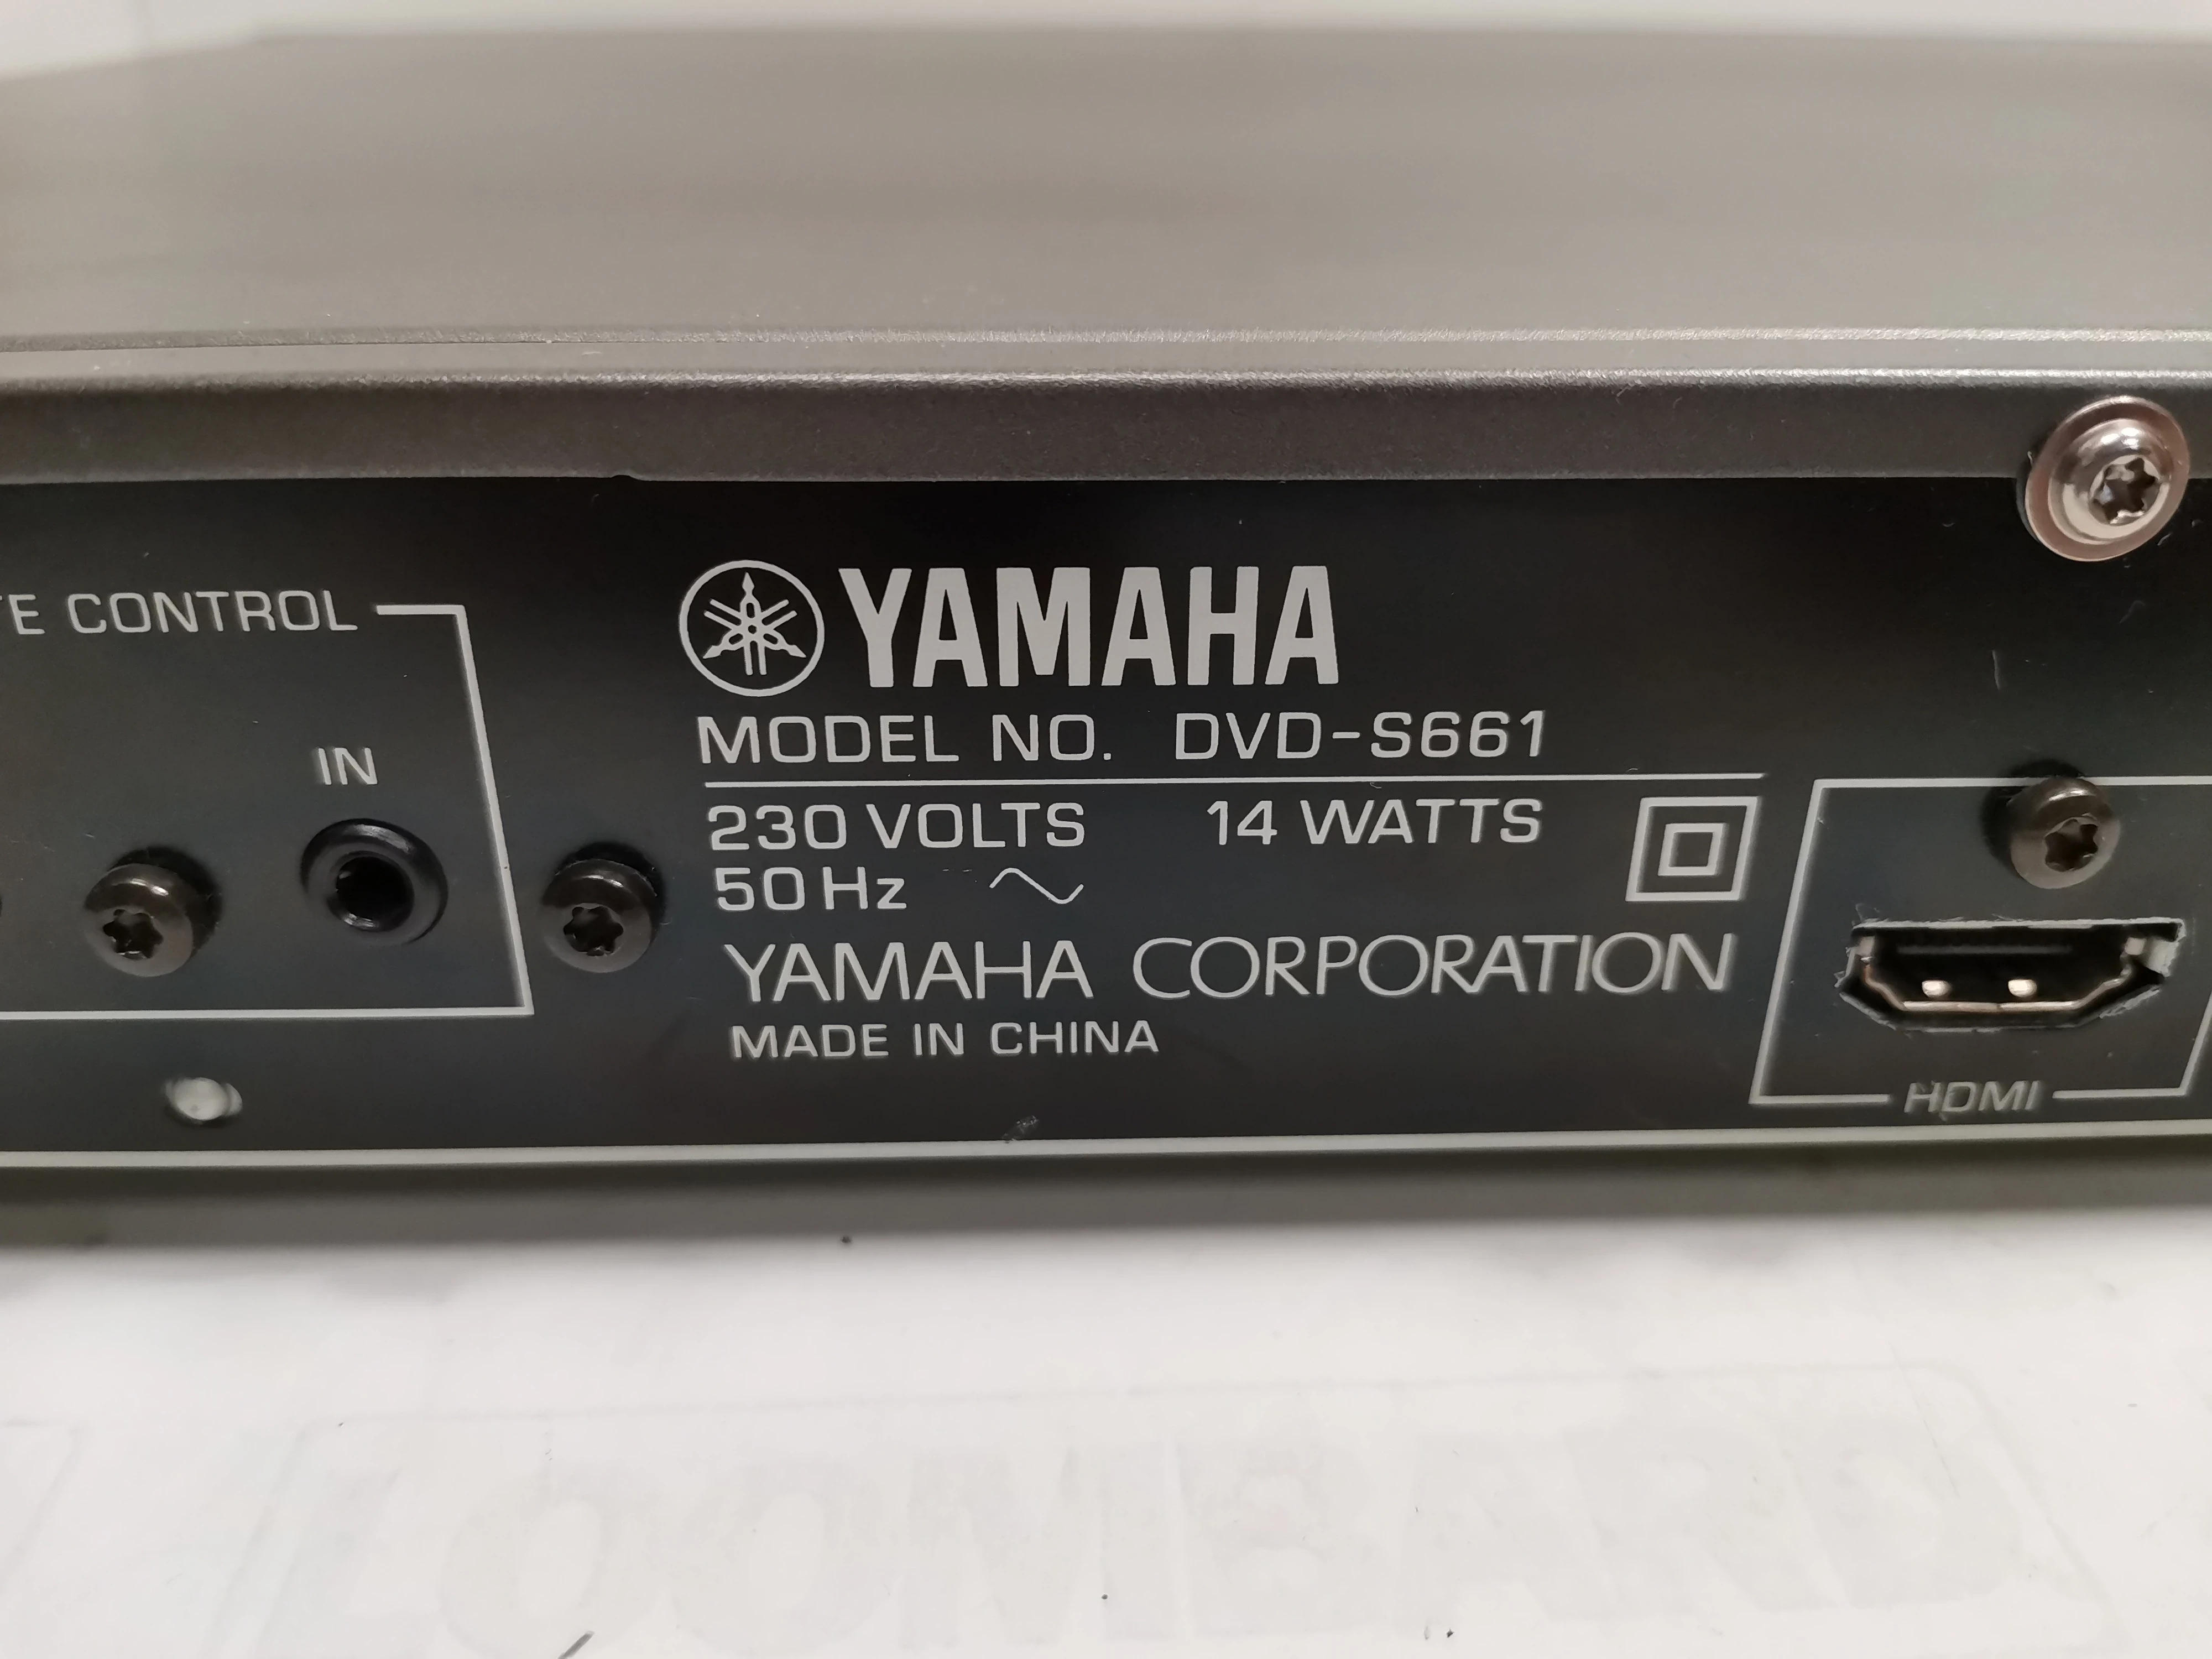 YAMAHA
TE CONTROL
MODEL NO. DVD-S661
IN
230 VOLTS 14 WATTS
50 Hz
YAMAHA CORPORATION
MADE IN CHINA
HDMI